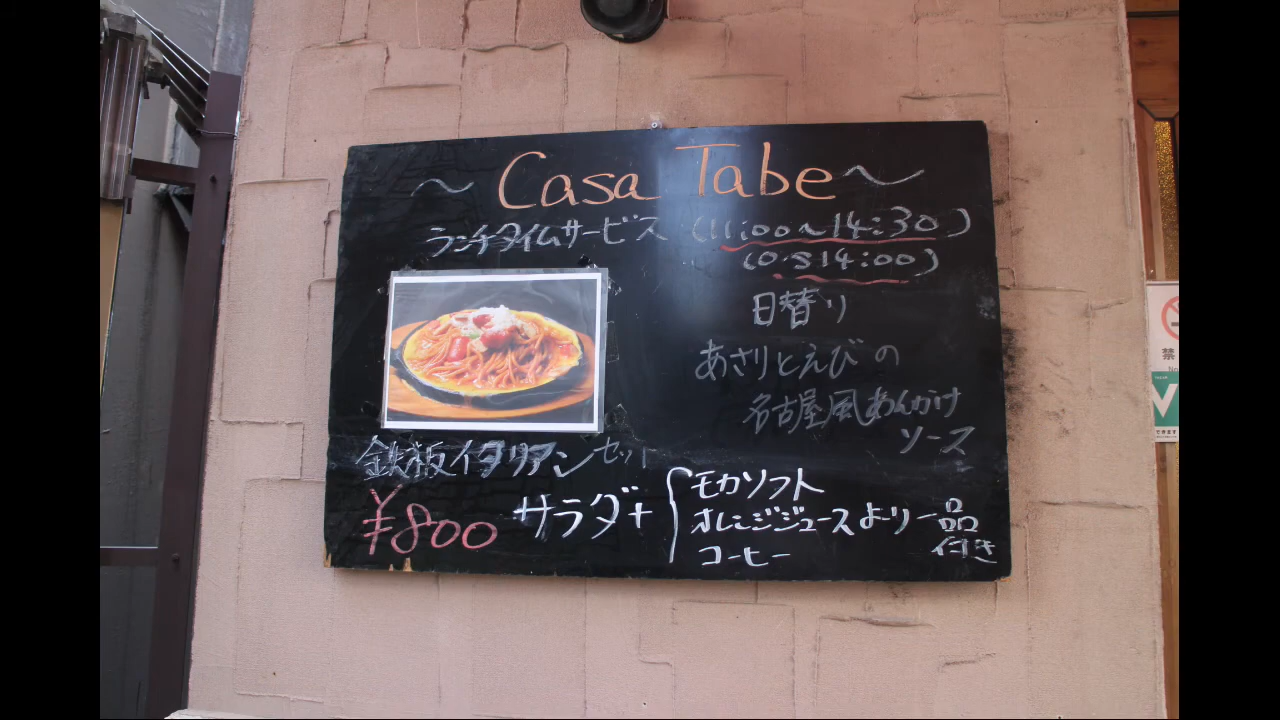 ～Casa Tabe～
ランチタイムサービス (11:00～14:30)
(O.S14:00)
日替り
あさりとえびの
名古屋風あんかけ
ソース
鉄板イタリアンセット
¥800 サラダ+
モカソフト
オレンジジュースより一品付き
コーヒー
禁